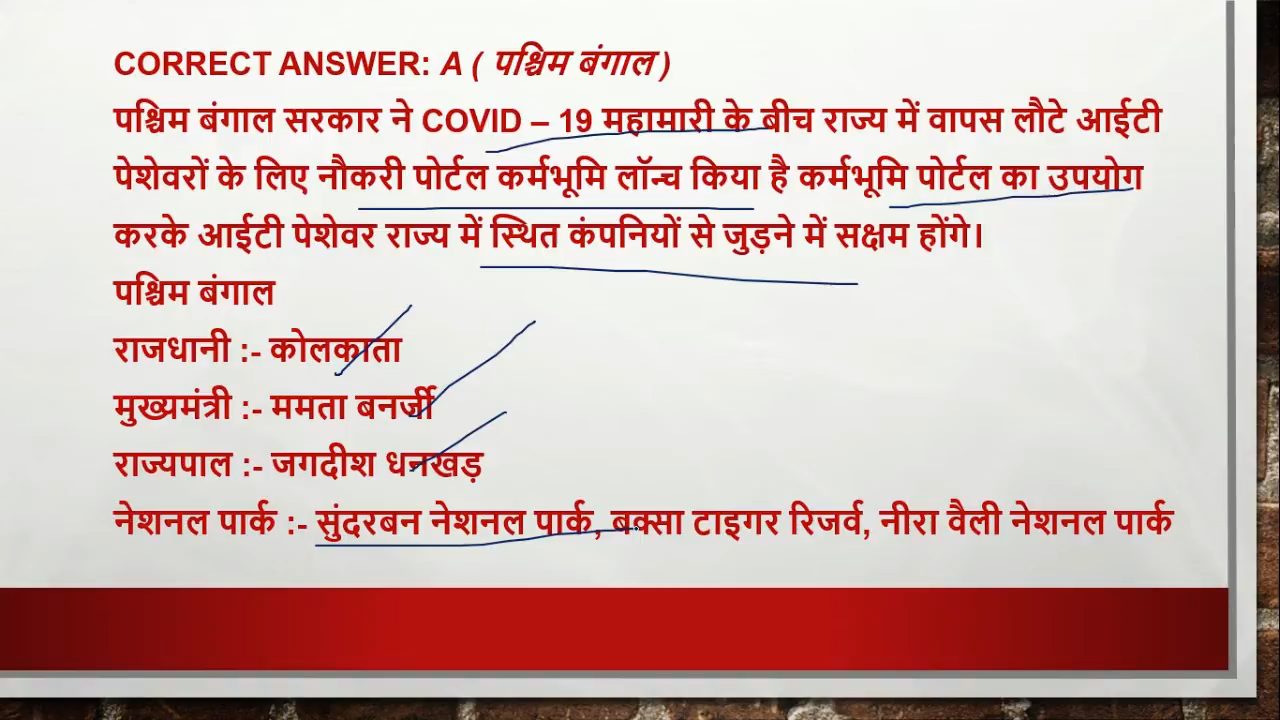 CORRECT ANSWER: A ( पश्चिम बंगाल )
पश्चिम बंगाल सरकार ने COVID – 19 महामारी के बीच राज्य में वापस लौटे आईटी
पेशेवरों के लिए नौकरी पोर्टल कर्मभूमि लॉन्च किया है कर्मभूमि पोर्टल का उपयोग
करके आईटी पेशेवर राज्य में स्थित कंपनियों से जुड़ने में सक्षम होंगे।
पश्चिम बंगाल
राजधानी :- कोलकाता
मुख्यमंत्री :- ममता बनर्जी
राज्यपाल :- जगदीश धनखड़
नेशनल पार्क :- सुंदरबन नेशनल पार्क, बक्सा टाइगर रिजर्व, नीरा वैली नेशनल पार्क